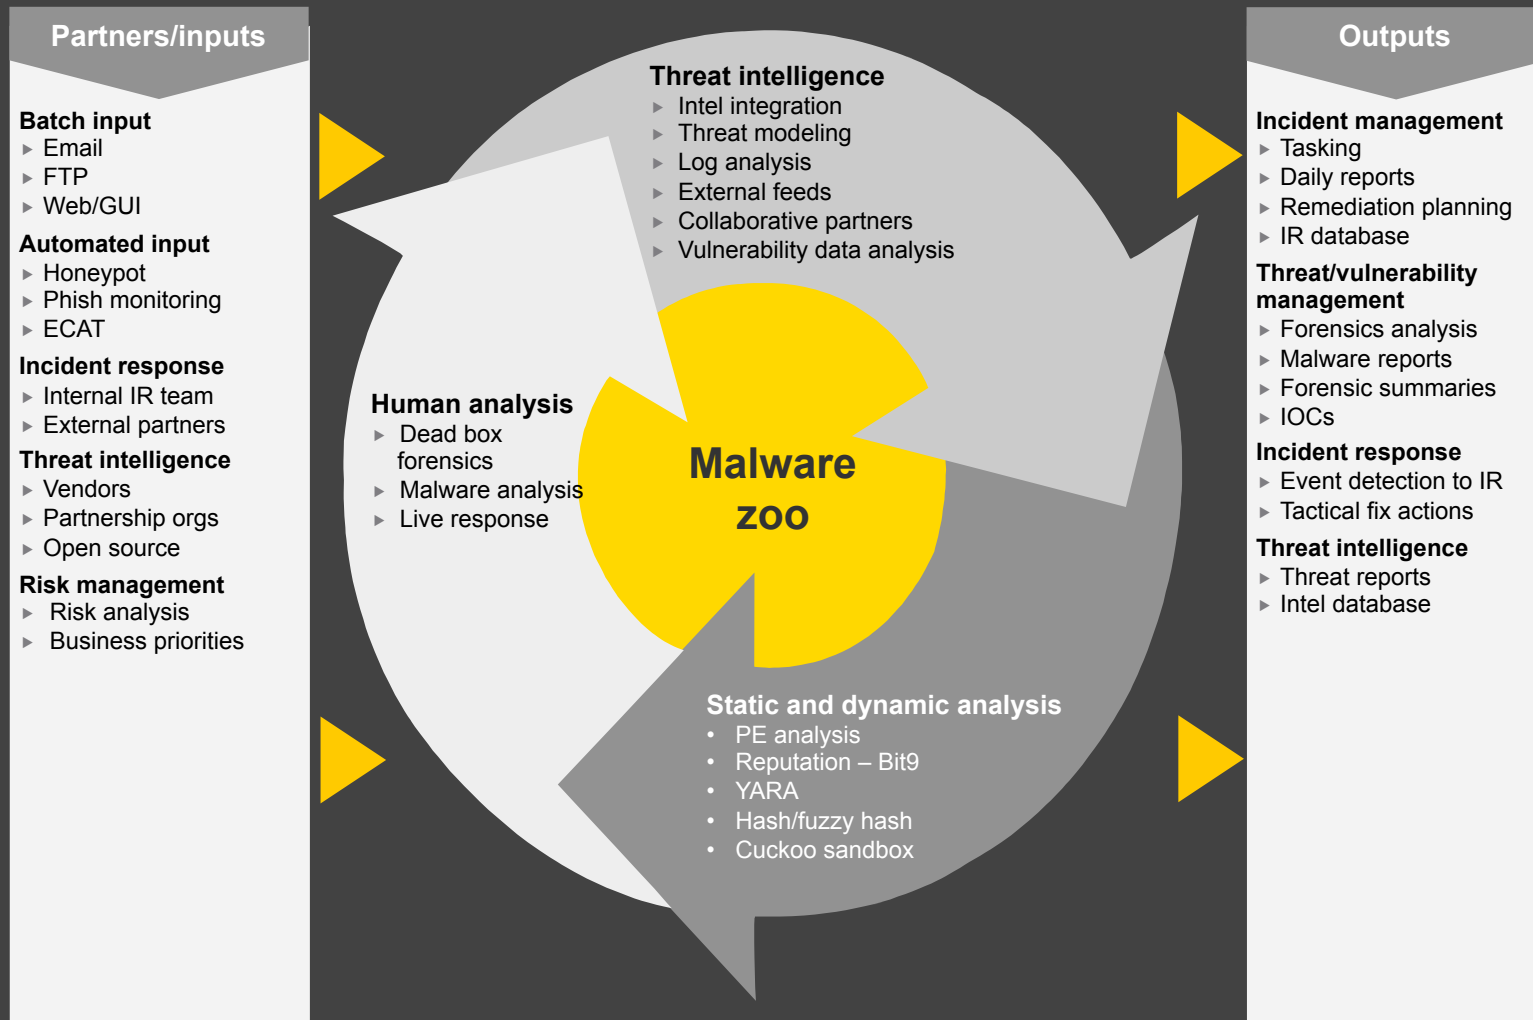 Partners/inputs
Batch input
Email
FTP
Web/GUI
Automated input
Honeypot
Phish monitoring
ECAT
Incident response
Internal IR team
External partners
Threat intelligence
Vendors
Partnership orgs
Open source
Risk management
Risk analysis
Business priorities
Threat intelligence
Intel integration
Threat modeling
Log analysis
External feeds
Collaborative partners
Vulnerability data analysis
Human analysis
Dead box
forensics
Malware analysis
Live response
Malware
zoo
Static and dynamic analysis
• PE analysis
• Reputation – Bit9
• YARA
• Hash/fuzzy hash
• Cuckoo sandbox
Outputs
Incident management
Tasking
Daily reports
Remediation planning
IR database
Threat/vulnerability
management
Forensics analysis
Malware reports
Forensic summaries
IOCs
Incident response
Event detection to IR
Tactical fix actions
Threat intelligence
Threat reports
Intel database